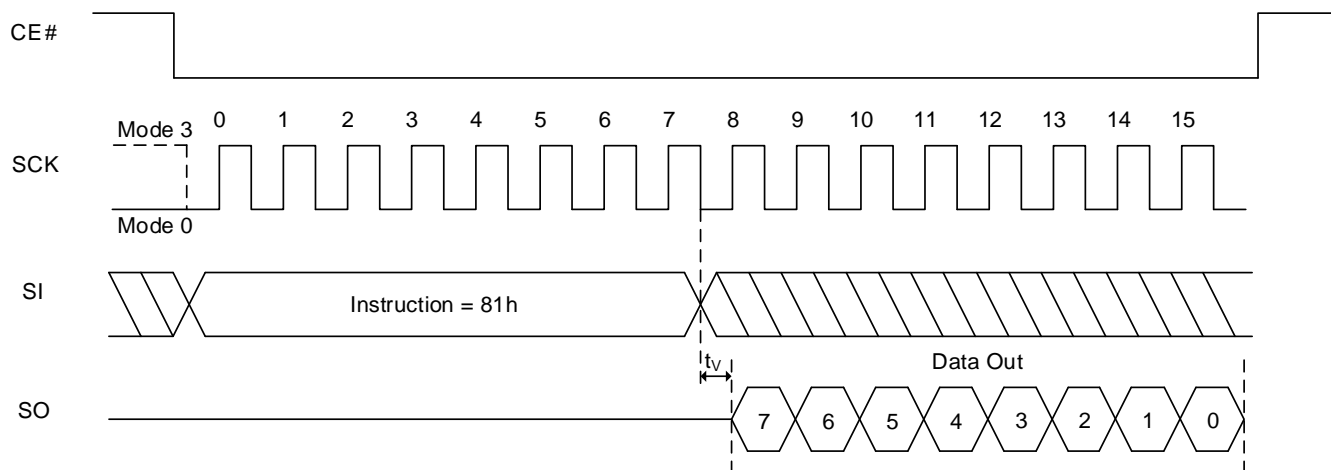 CE#
0 1 2 3 4 5 6 7 8 9 10 11 12 13 14 15
Mode 3
SCK
Mode 0
SI
Instruction = 81h
tV
Data Out
SO
7 6 5 4 3 2 1 0